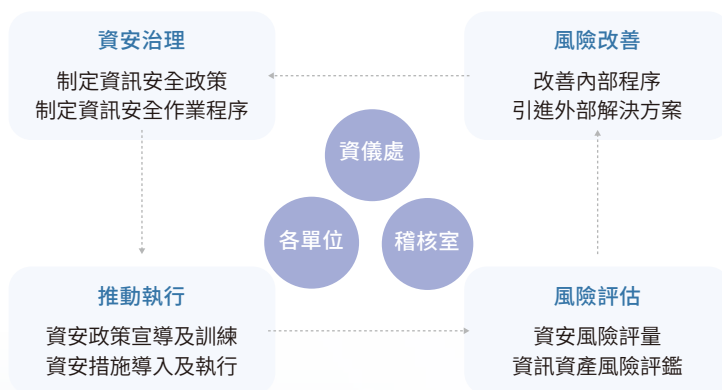 資安治理
制定資訊安全政策
制定資訊安全作業程序
風險改善
改善內部程序
引進外部解決方案
資儀處
各單位
稽核室
推動執行
資安政策宣導及訓練
資安措施導入及執行
風險評估
資安風險評量
資訊資產風險評鑑